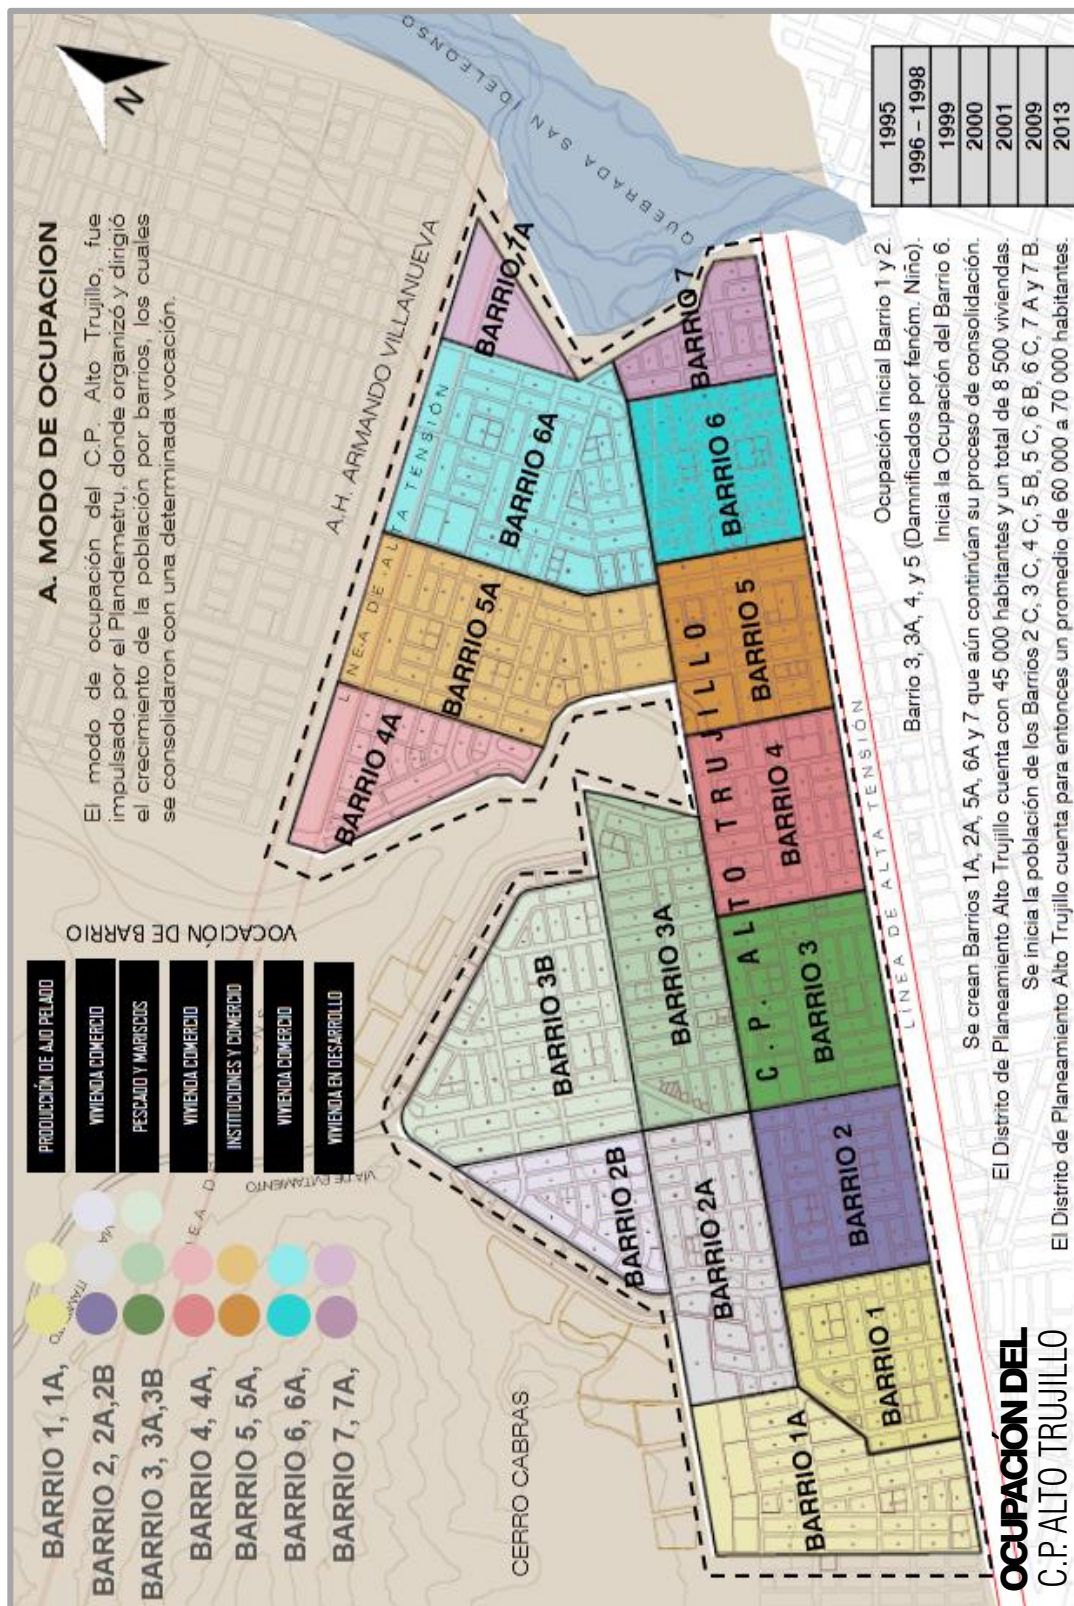 A. MODO DE OCUPACION
El modo de ocupación del C.P. Alto Trujillo, fue
impulsado por el Plandemetru, donde organizó y dirigió
el crecimiento de la población por barrios, los cuales
se consolidaron con una determinada vocación.
N
BARRIO 1, 1A,
BARRIO 2, 2A,2B
BARRIO 3, 3A,3B
BARRIO 4, 4A,
BARRIO 5, 5A,
BARRIO 6, 6A,
BARRIO 7, 7A,
PRODUCCIÓN DE AJO PELADO
VIVIENDA COMERCIO
PESCADO Y MARISCOS
VIVIENDA COMERCIO
INSTITUCIONES Y COMERCIO
VIVIENDA COMERCIO
VIVIENDA EN DESARROLLO
VOCACIÓN DE BARRIO
VÍA DE EVITAMIENTO
CERRO CABRAS
A.H. ARMANDO VILLANUEVA
QUEBRADA SAN IDELFONSO
LINEA DE ALTA TENSIÓN
BARRIO 4A
BARRIO 5A
BARRIO 6A
BARRIO 7A
BARRIO 3B
BARRIO 3A
BARRIO 2B
BARRIO 2A
BARRIO 1A
BARRIO 1
BARRIO 2
BARRIO 3
BARRIO 4
BARRIO 5
BARRIO 6
BARRIO 7
C.P. ALTO TRUJILLO
LÍNEA DE ALTA TENSIÓN
Ocupación inicial Barrio 1 y 2. 1995
Barrio 3, 3A, 4, y 5 (Damnificados por fenóm. Niño). 1996 – 1998
Inicia la Ocupación del Barrio 6. 1999
Se crean Barrios 1A, 2A, 5A, 6A y 7 que aún continúan su proceso de consolidación. 2000
El Distrito de Planeamiento Alto Trujillo cuenta con 45 000 habitantes y un total de 8 500 viviendas. 2001
Se inicia la población de los Barrios 2 C, 3 C, 4 C, 5 B, 5 C, 6 B, 6 C, 7 A y 7 B. 2009
El Distrito de Planeamiento Alto Trujillo cuenta para entonces un promedio de 60 000 a 70 000 habitantes. 2013
OCUPACIÓN DEL
C.P. ALTO TRUJILLO